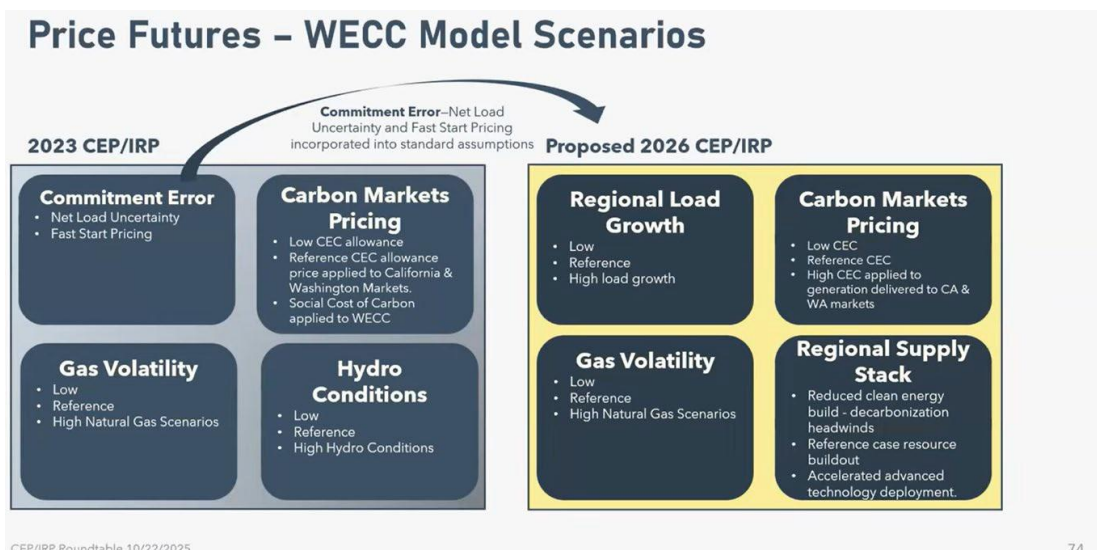 Price Futures – WECC Model Scenarios
Commitment Error–Net Load
Uncertainty and Fast Start Pricing
incorporated into standard assumptions
2023 CEP/IRP
Commitment Error
• Net Load Uncertainty
• Fast Start Pricing
Carbon Markets
Pricing
• Low CEC allowance
• Reference CEC allowance
price applied to California &
Washington Markets.
• Social Cost of Carbon
applied to WECC
Gas Volatility
• Low
• Reference
• High Natural Gas Scenarios
Hydro
Conditions
• Low
• Reference
• High Hydro Conditions
Proposed 2026 CEP/IRP
Regional Load
Growth
• Low
• Reference
• High load growth
Carbon Markets
Pricing
• Low CEC
• Reference CEC
• High CEC applied to
generation delivered to CA &
WA markets
Gas Volatility
• Low
• Reference
• High Natural Gas Scenarios
Regional Supply
Stack
• Reduced clean energy
build - decarbonization
headwinds
• Reference case resource
buildout
• Accelerated advanced
technology deployment.
CEP/IRP Roundtable 10/22/2025
74